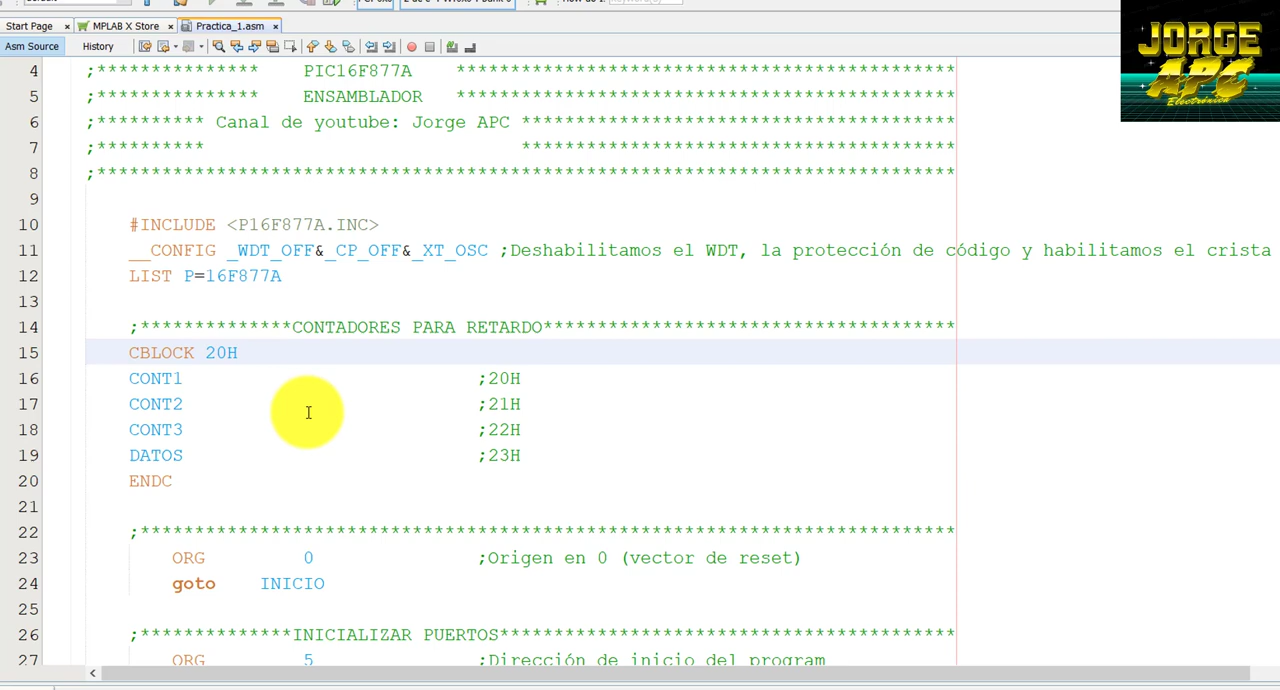 Start Page × MPLAB X Store × Practica_1.asm ×
Asm Source History
4 ;*************** PIC16F877A **********************************************
5 ;*************** ENSAMBLADOR **********************************************
6 ;********** Canal de youtube: Jorge APC ****************************************
7 ;********** ****************************************
8 ;********************************************************************************
9
10 #INCLUDE <P16F877A.INC>
11 __CONFIG _WDT_OFF&_CP_OFF&_XT_OSC ;Deshabilitamos el WDT, la protección de código y habilitamos el crista
12 LIST P=16F877A
13
14 ;**************CONTADORES PARA RETARDO**************************************
15 CBLOCK 20H
16 CONT1 ;20H
17 CONT2 ;21H
18 CONT3 ;22H
19 DATOS ;23H
20 ENDC
21
22 ;***************************************************************************
23 ORG 0 ;Origen en 0 (vector de reset)
24 goto INICIO
25
26 ;**************INICIALIZAR PUERTOS******************************************
27 ORG 5 ;Dirección de inicio del program
JORGE
APC
Electrónica